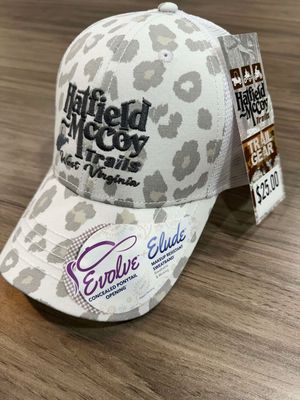 Hatfield
McCoy
Trails
West Virginia
Evolve
CONCEALED PONYTAIL
OPENING
Elude
MAKEUP RESISTANT
SWEATBAND
Hatfield
McCoy
Trails
TRAIL
GEAR
$25.00